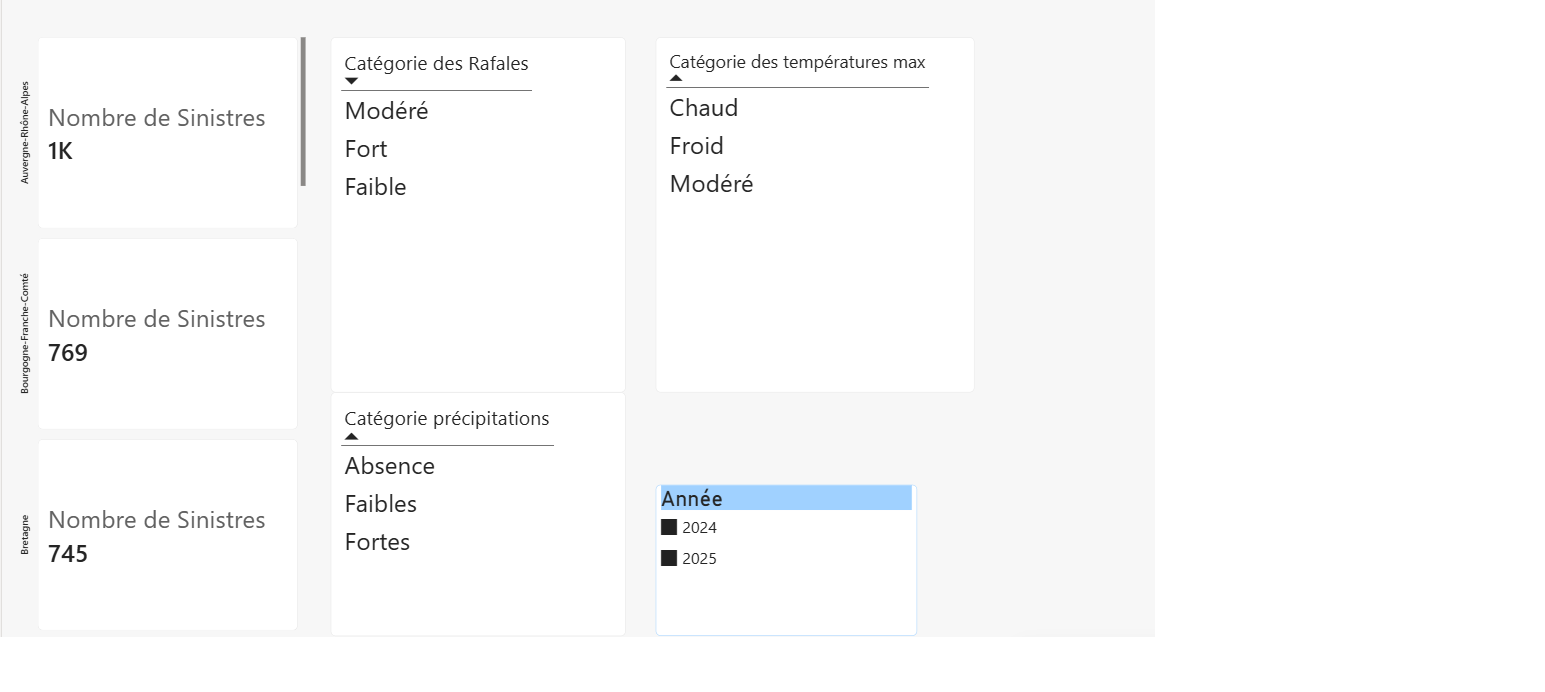 Auvergne-Rhône-Alpes
Nombre de Sinistres
1K
Bourgogne-Franche-Comté
Nombre de Sinistres
769
Bretagne
Nombre de Sinistres
745
Catégorie des Rafales
Modéré
Fort
Faible
Catégorie des températures max
Chaud
Froid
Modéré
Catégorie précipitations
Absence
Faibles
Fortes
Année
2024
2025